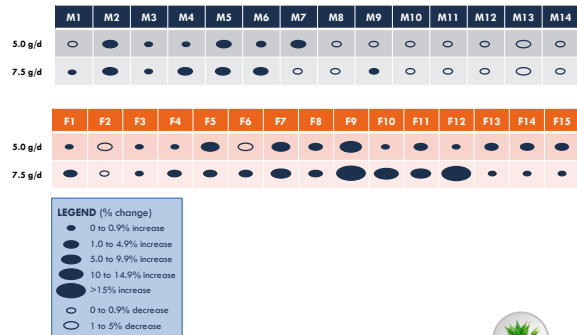 M1 M2 M3 M4 M5 M6 M7 M8 M9 M10 M11 M12 M13 M14
5.0 g/d
7.5 g/d
F1 F2 F3 F4 F5 F6 F7 F8 F9 F10 F11 F12 F13 F14 F15
5.0 g/d
7.5 g/d
LEGEND (% change)
0 to 0.9% increase
1.0 to 4.9% increase
5.0 to 9.9% increase
10 to 14.9% increase
>15% increase
0 to 0.9% decrease
1 to 5% decrease